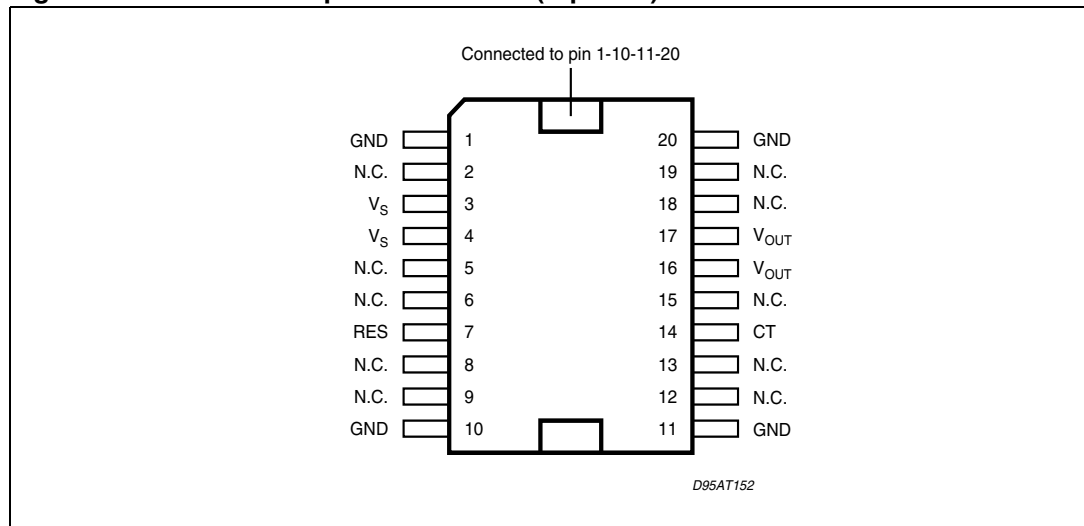 Connected to pin 1-10-11-20
GND 1 20 GND
N.C. 2 19 N.C.
VS 3 18 N.C.
VS 4 17 VOUT
N.C. 5 16 VOUT
N.C. 6 15 N.C.
RES 7 14 CT
N.C. 8 13 N.C.
N.C. 9 12 N.C.
GND 10 11 GND
D95AT152